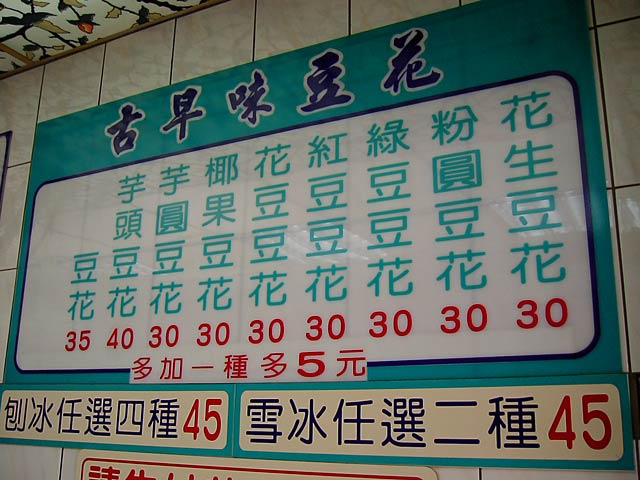 古早味豆花
花生豆花 30
粉圓豆花 30
綠豆豆花 30
紅豆豆花 30
花豆豆花 30
椰果豆花 30
芋圓豆花 30
芋頭豆花 40
豆花 35
多加一種多5元
刨冰任選四種45
雪冰任選二種45